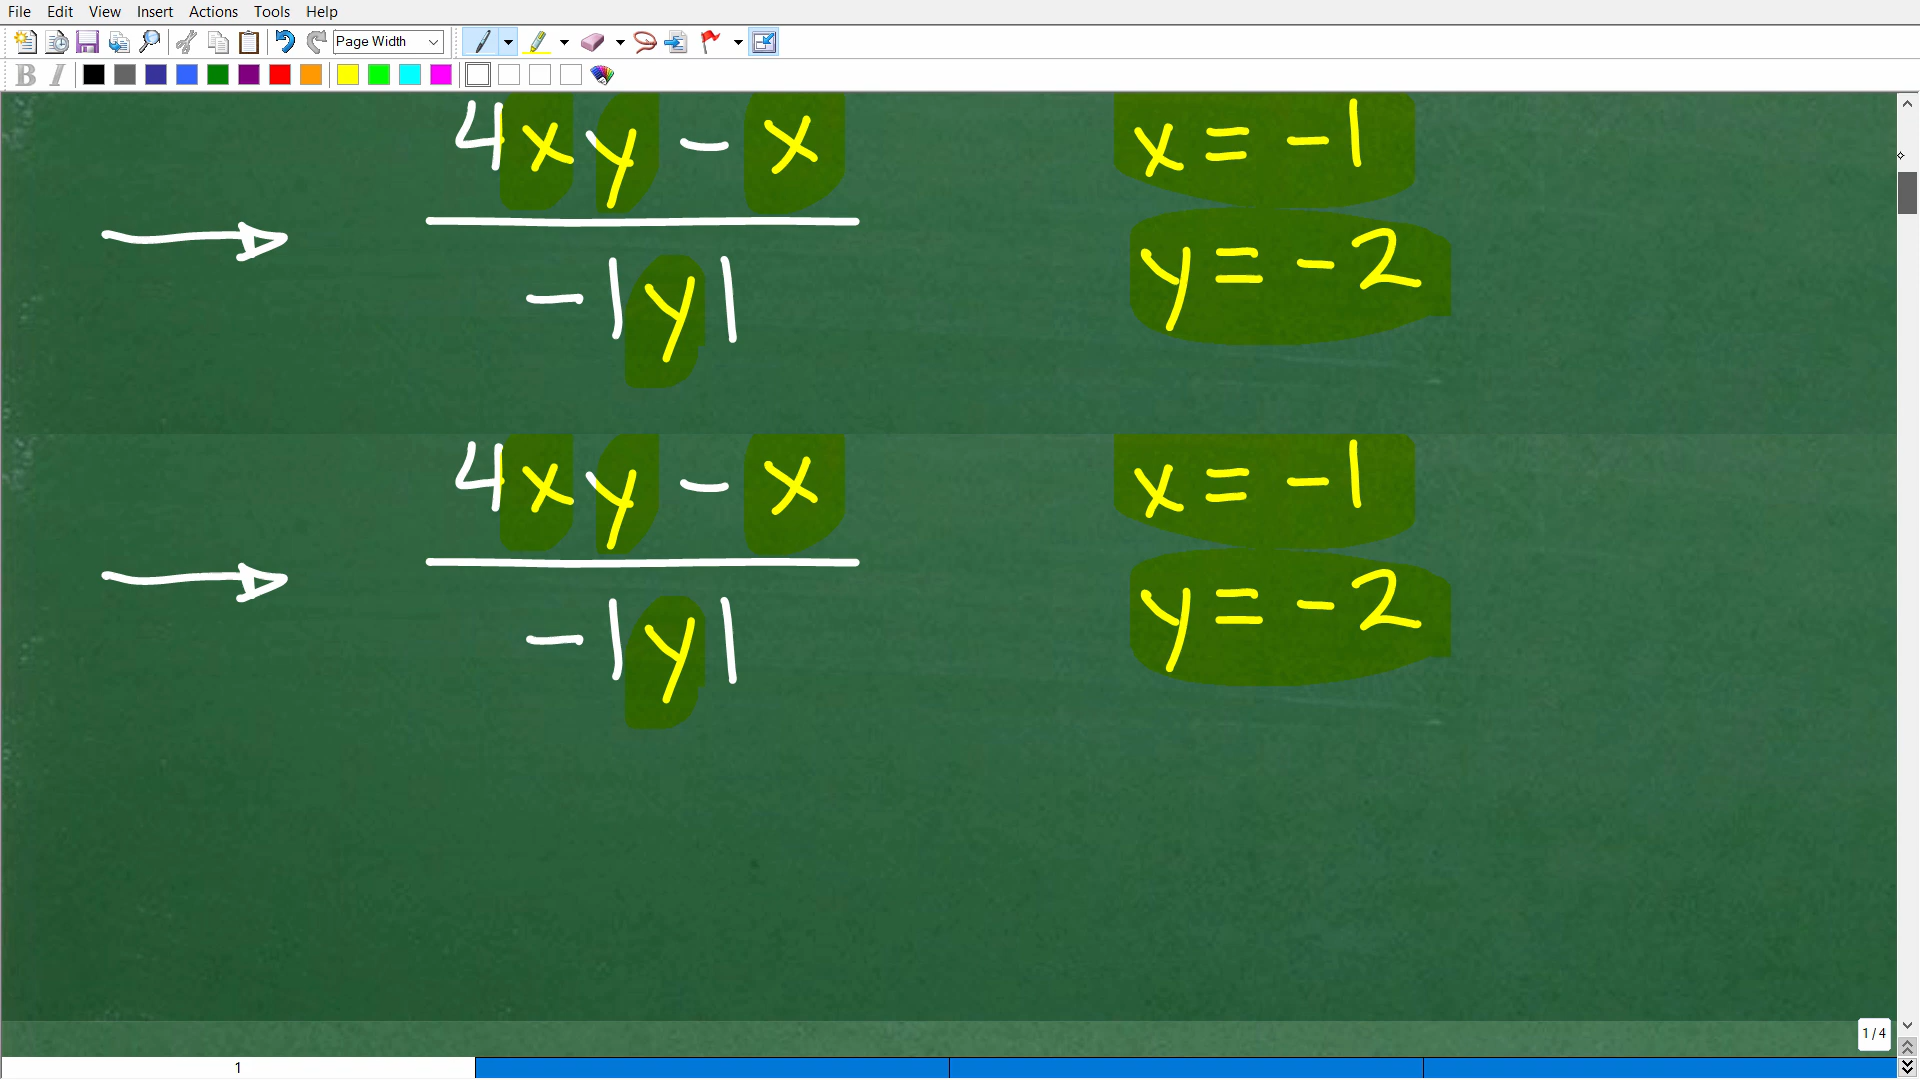 File Edit View Insert Actions Tools Help
Page Width
B I
4xy - x
x = -1
-|y|
y = -2
4xy - x
x = -1
-|y|
y = -2
1 / 4
1